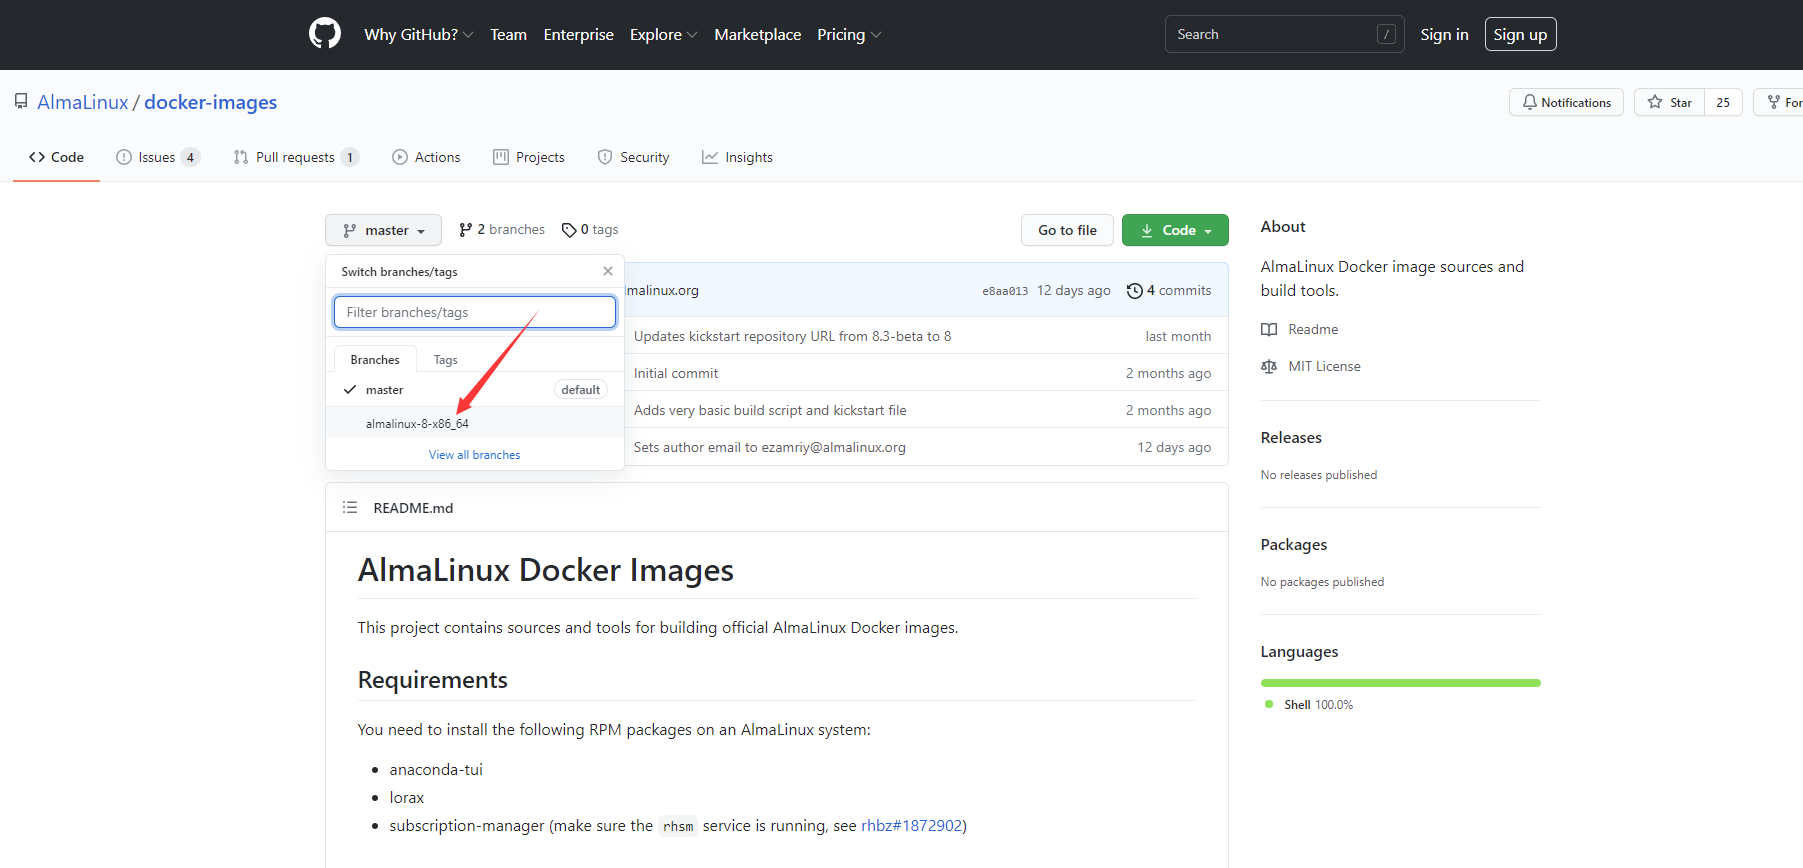 Why GitHub? Team Enterprise Explore Marketplace Pricing Search / Sign in Sign up
AlmaLinux / docker-images Notifications Star 25 For
Code Issues 4 Pull requests 1 Actions Projects Security Insights
master 2 branches 0 tags Go to file Code
Switch branches/tags
Filter branches/tags
Branches Tags
master default
almalinux-8-x86_64
View all branches
lmalinux.org e8aa013 12 days ago 4 commits
Updates kickstart repository URL from 8.3-beta to 8 last month
Initial commit 2 months ago
Adds very basic build script and kickstart file 2 months ago
Sets author email to ezamriy@almalinux.org 12 days ago
README.md
AlmaLinux Docker Images
This project contains sources and tools for building official AlmaLinux Docker images.
Requirements
You need to install the following RPM packages on an AlmaLinux system:
anaconda-tui
lorax
subscription-manager (make sure the rhsm service is running, see rhbz#1872902)
About
AlmaLinux Docker image sources and
build tools.
Readme
MIT License
Releases
No releases published
Packages
No packages published
Languages
Shell 100.0%